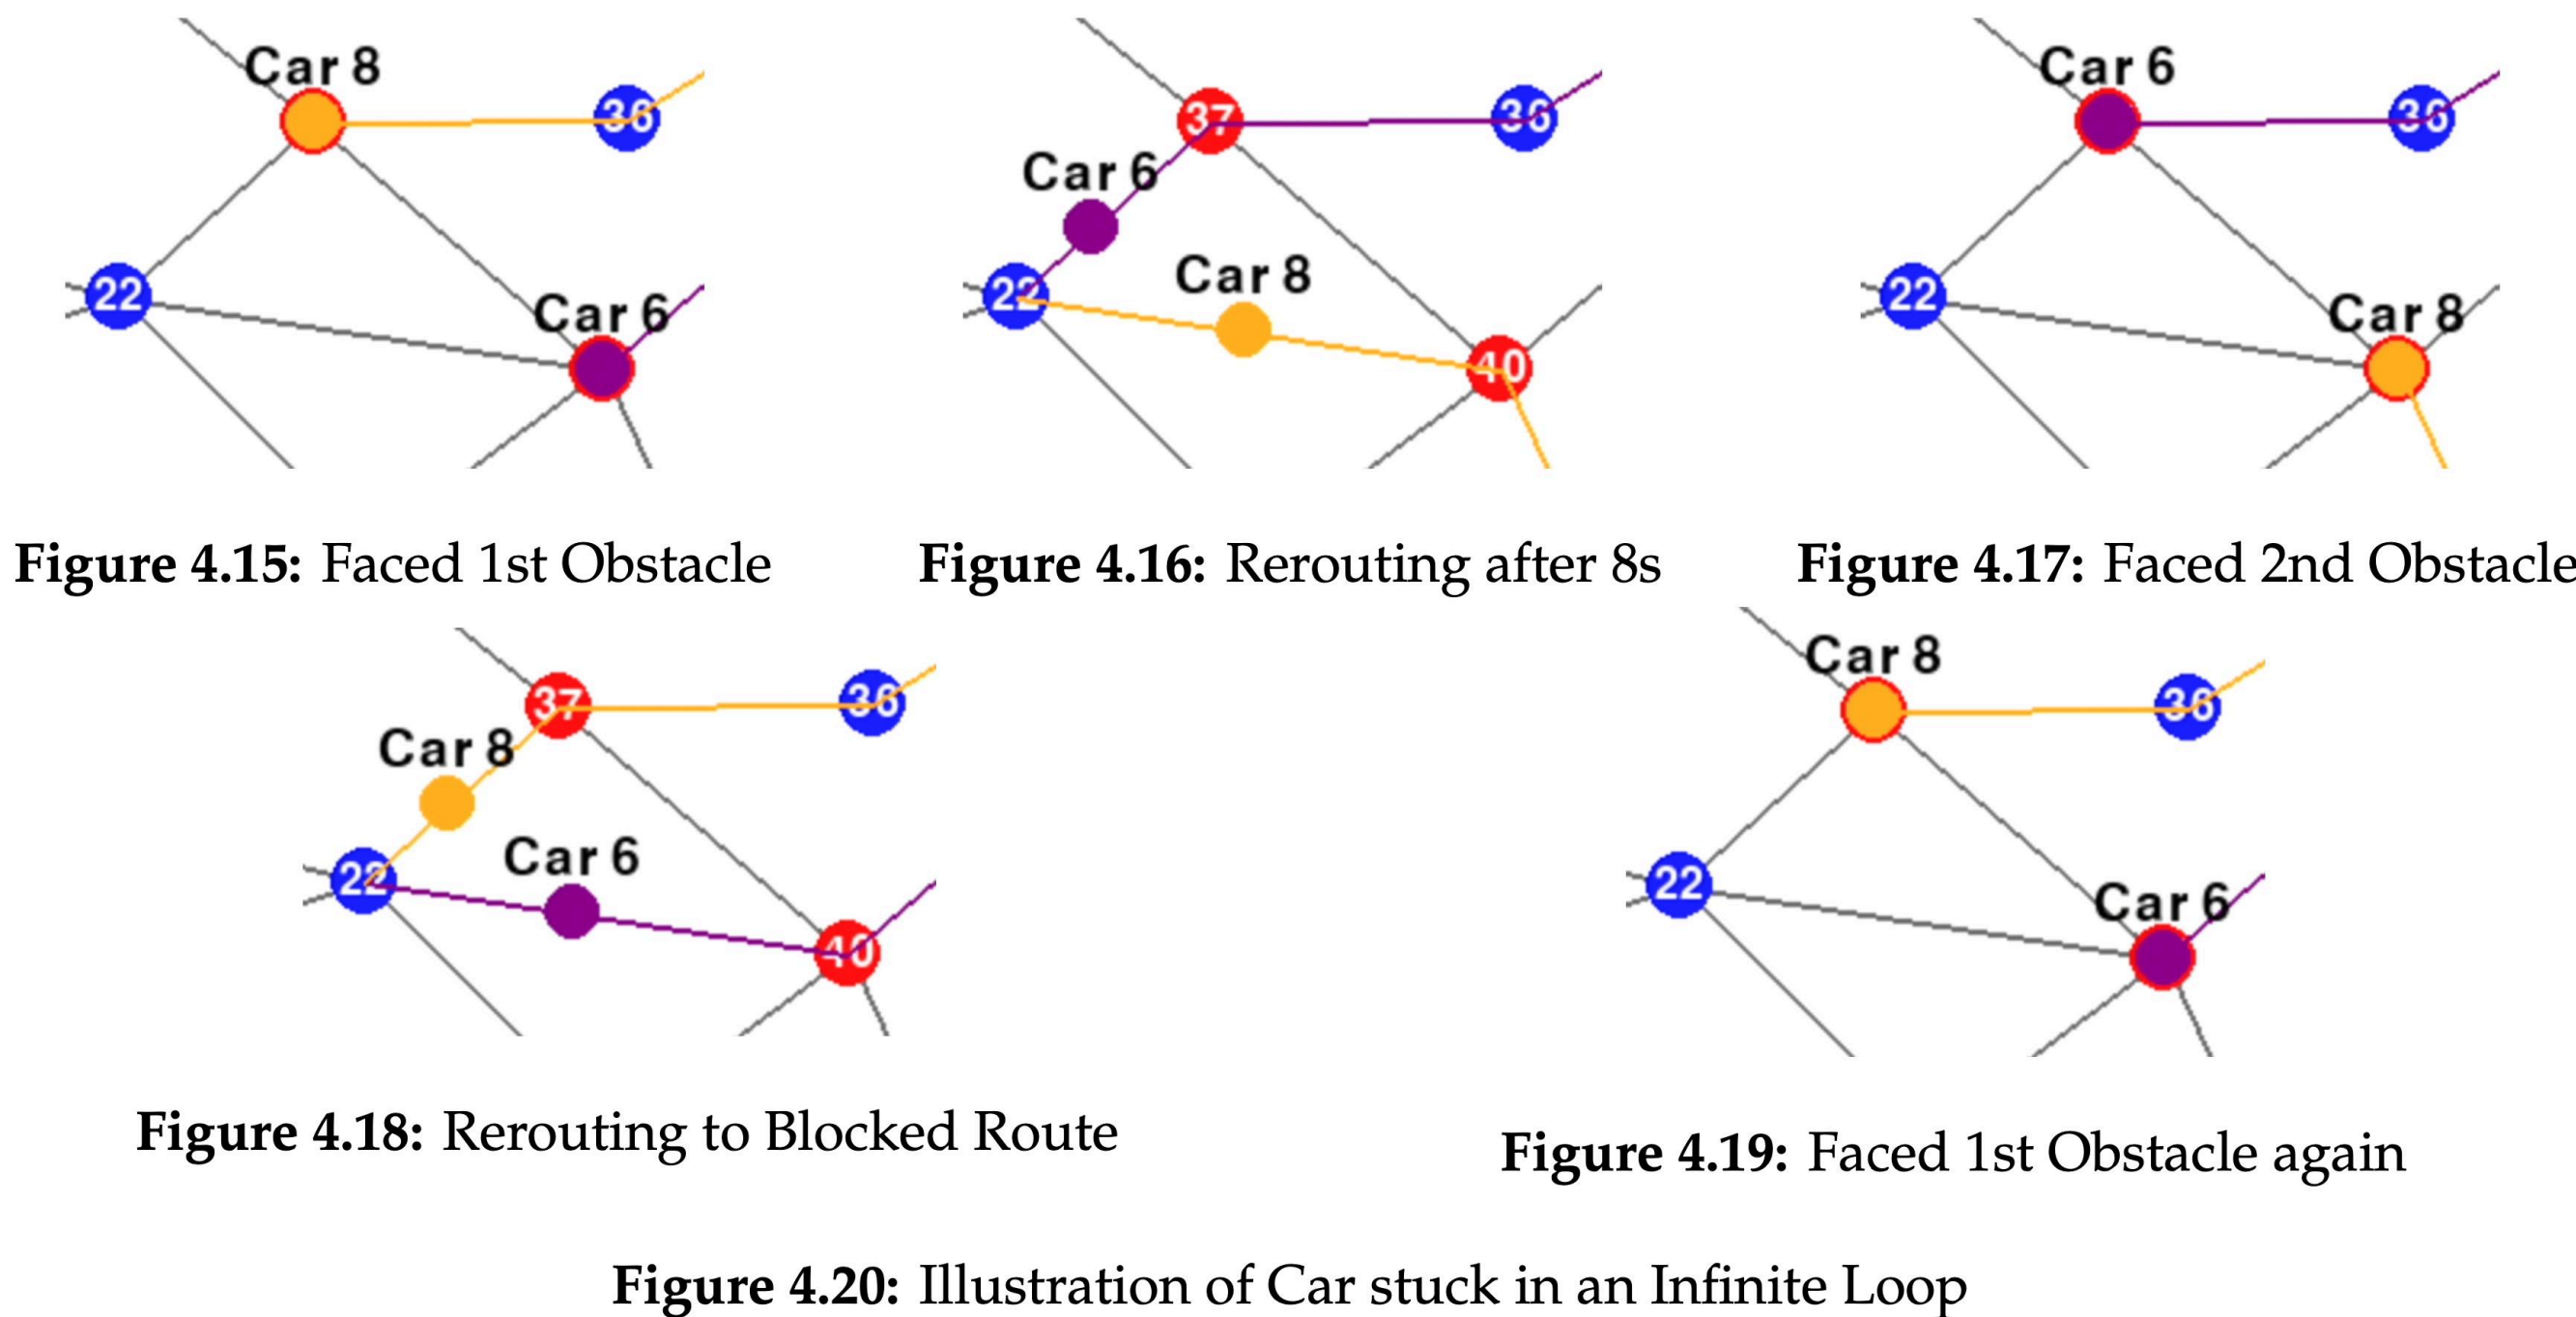 Car 8
36
22
Car 6
37
36
Car 6
Car 8
22
40
Car 6
36
22
Car 8
Figure 4.15: Faced 1st Obstacle
Figure 4.16: Rerouting after 8s
Figure 4.17: Faced 2nd Obstacle
37
36
Car 8
22
Car 6
40
Car 8
36
22
Car 6
Figure 4.18: Rerouting to Blocked Route
Figure 4.19: Faced 1st Obstacle again
Figure 4.20: Illustration of Car stuck in an Infinite Loop